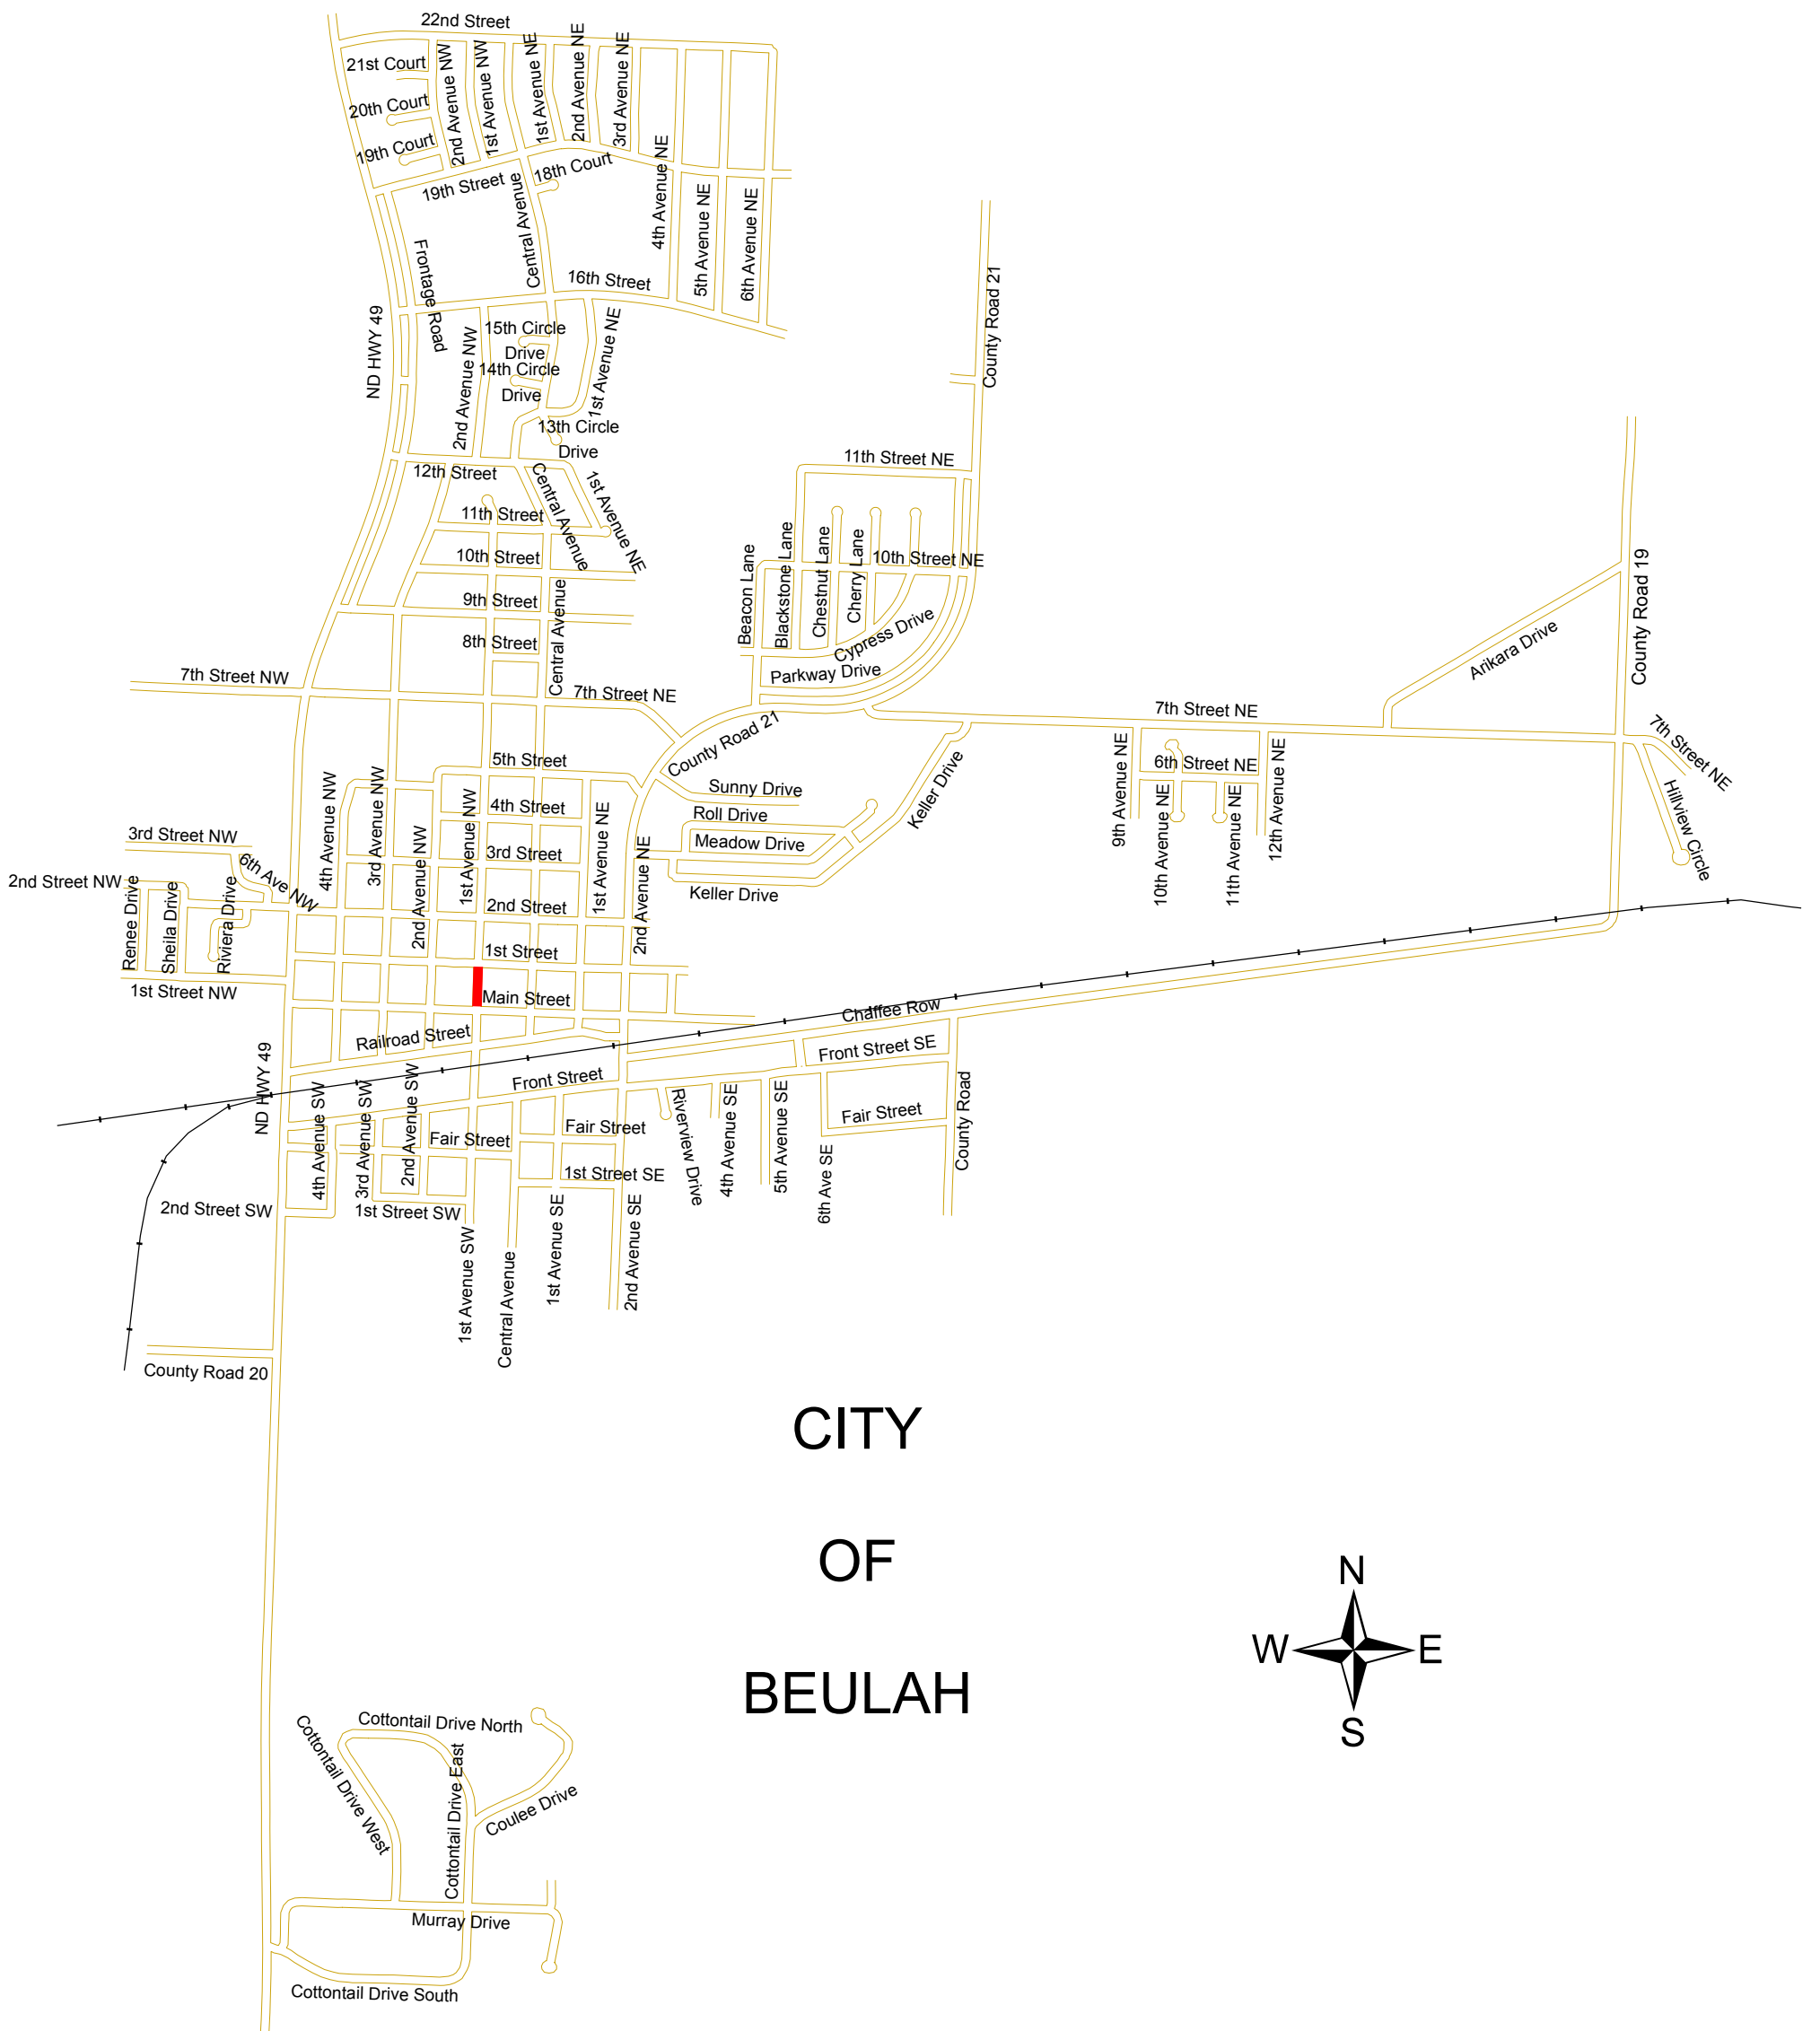 22nd Street
21st Court
20th Court
19th Court
2nd Avenue NW
1st Avenue NW
1st Avenue NE
2nd Avenue NE
3rd Avenue NE
19th Street
18th Court
Central Avenue
4th Avenue NE
5th Avenue NE
6th Avenue NE
Frontage Road
16th Street
ND HWY 49
County Road 21
15th Circle
Drive
14th Circle
Drive
2nd Avenue NW
1st Avenue NE
13th Circle
Drive
12th Street
Central Avenue
1st Avenue NE
11th Street
10th Street
9th Street
8th Street
Central Avenue
11th Street NE
10th Street NE
Beacon Lane
Blackstone Lane
Chestnut Lane
Cherry Lane
Cypress Drive
Parkway Drive
County Road 19
Arikara Drive
7th Street NW
7th Street NE
7th Street NE
7th Street NE
County Road 21
5th Street
Sunny Drive
Roll Drive
Meadow Drive
Keller Drive
Keller Drive
9th Avenue NE
6th Street NE
10th Avenue NE
11th Avenue NE
12th Avenue NE
Hillview Circle
4th Street
3rd Street
4th Avenue NW
3rd Avenue NW
2nd Avenue NW
1st Avenue NW
1st Avenue NE
2nd Avenue NE
3rd Street NW
6th Ave NW
2nd Street NW
Renee Drive
Sheila Drive
Riviera Drive
2nd Street
1st Street
1st Street NW
Main Street
Railroad Street
Chaffee Row
Front Street SE
Front Street
ND HWY 49
4th Avenue SW
3rd Avenue SW
2nd Avenue SW
Fair Street
Fair Street
Fair Street
Riverview Drive
4th Avenue SE
5th Avenue SE
6th Ave SE
County Road
1st Street SE
2nd Street SW
1st Street SW
1st Avenue SW
Central Avenue
1st Avenue SE
2nd Avenue SE
County Road 20
CITY
OF
BEULAH
N
W
E
S
Cottontail Drive North
Cottontail Drive West
Cottontail Drive East
Coulee Drive
Murray Drive
Cottontail Drive South